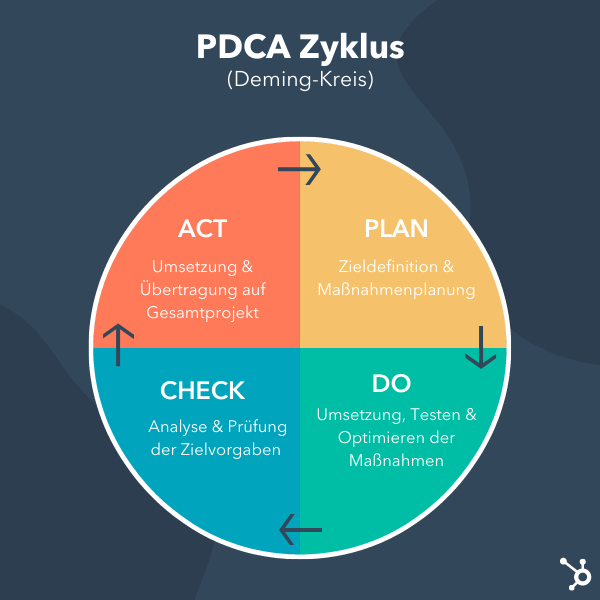 PDCA Zyklus
(Deming-Kreis)
ACT
Umsetzung &
Übertragung auf
Gesamtprojekt
PLAN
Zieldefinition &
Maßnahmenplanung
CHECK
Analyse & Prüfung
der Zielvorgaben
DO
Umsetzung, Testen &
Optimieren der
Maßnahmen